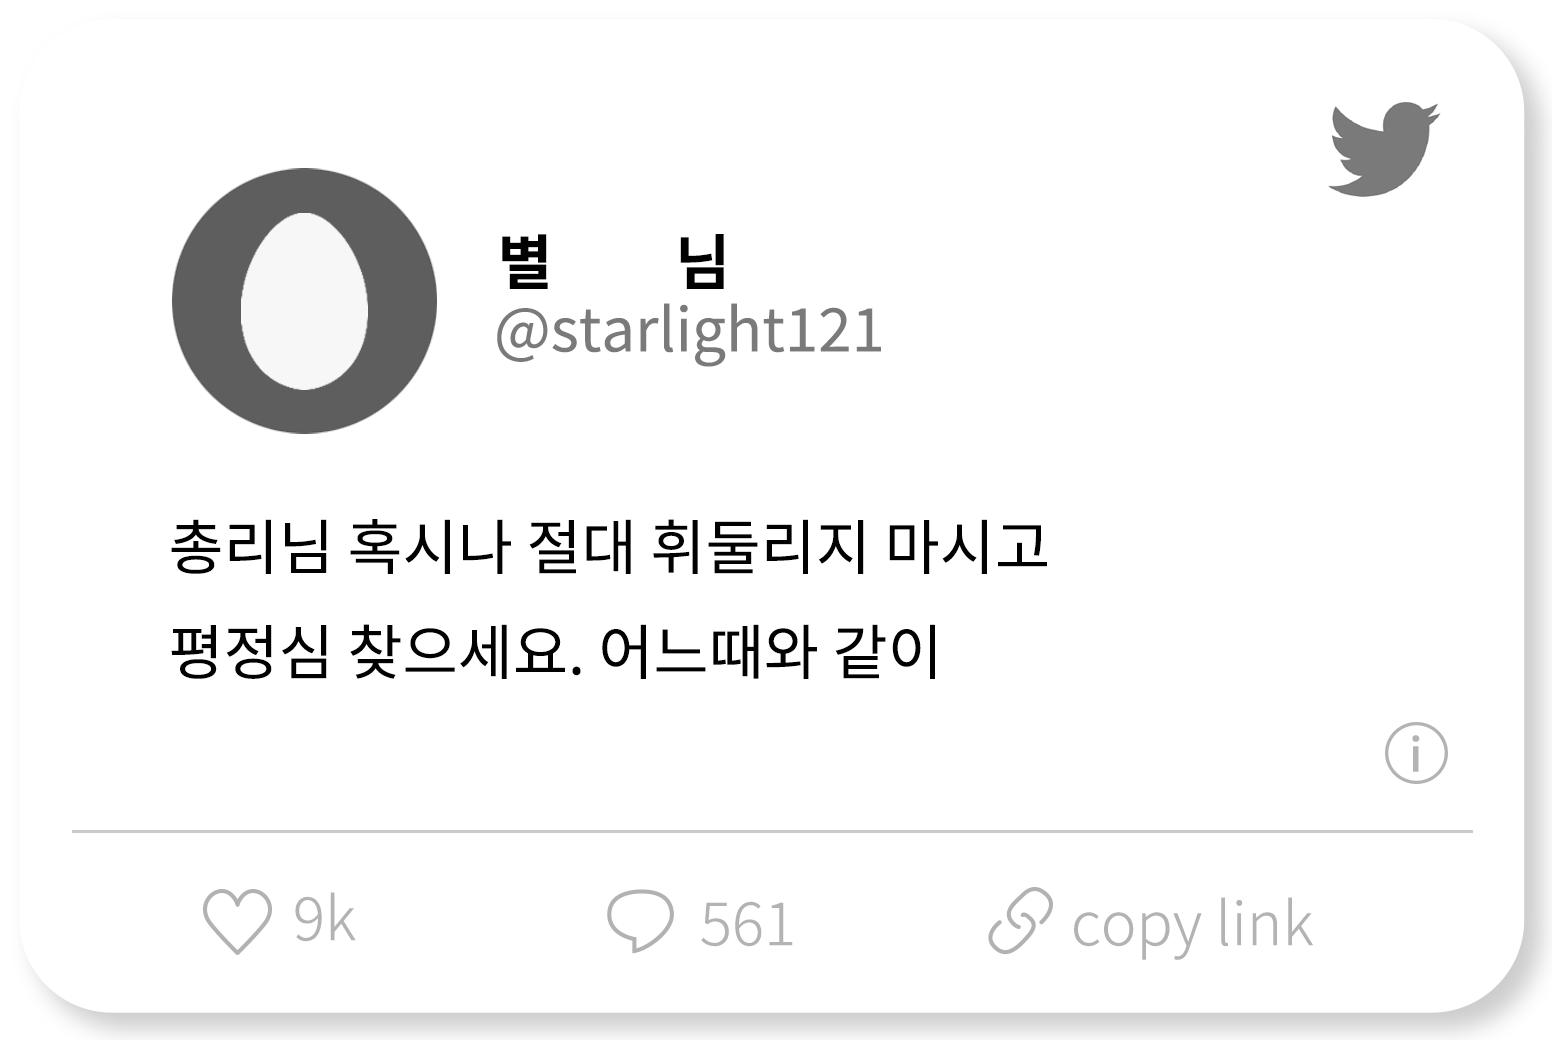 별 님
@starlight121
총리님 혹시나 절대 휘둘리지 마시고
평정심 찾으세요. 어느때와 같이
9k 561 copy link